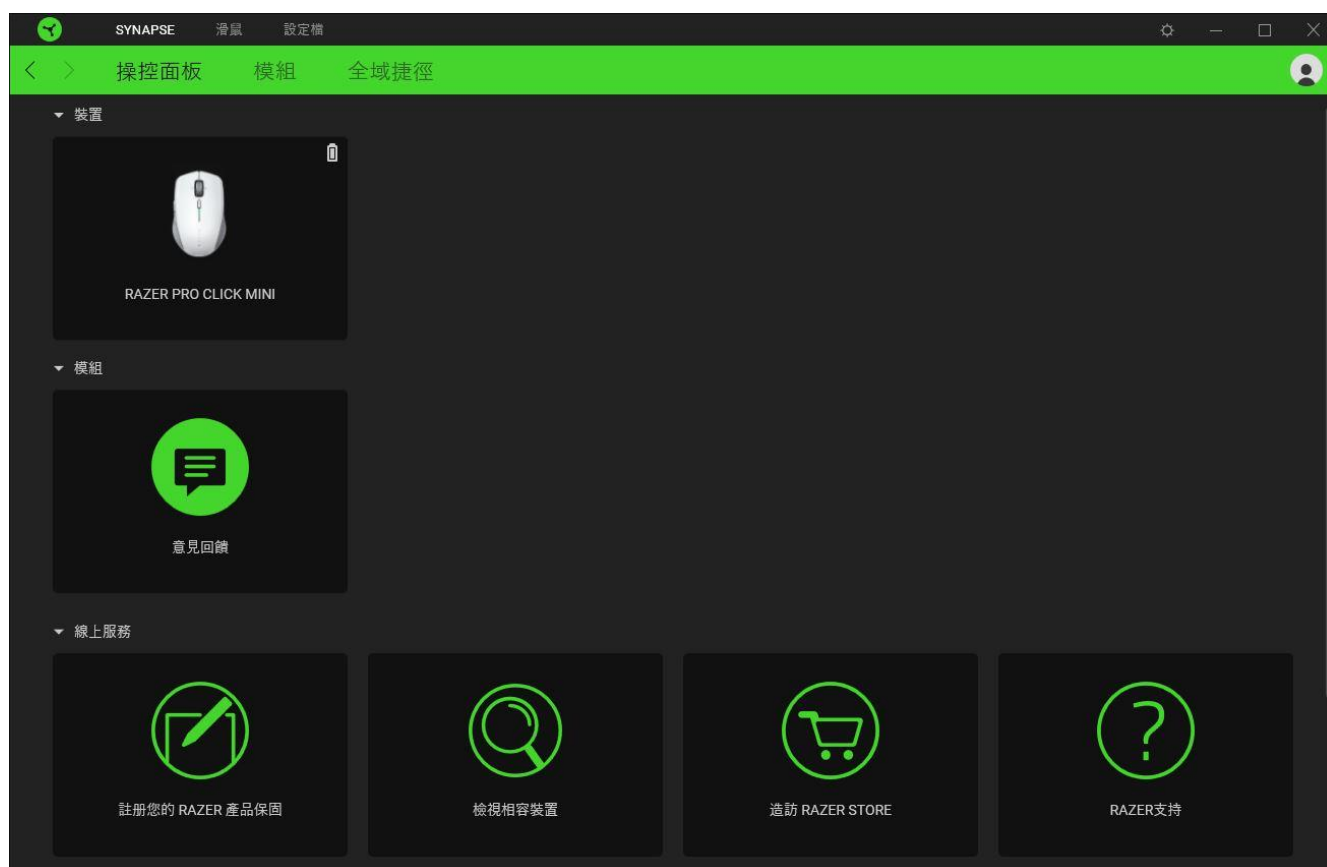 SYNAPSE 滑鼠 設定檔
操控面板 模組 全域捷徑
裝置
RAZER PRO CLICK MINI
模組
意見回饋
線上服務
註册您的 RAZER 產品保固
檢視相容裝置
造訪 RAZER STORE
RAZER支持